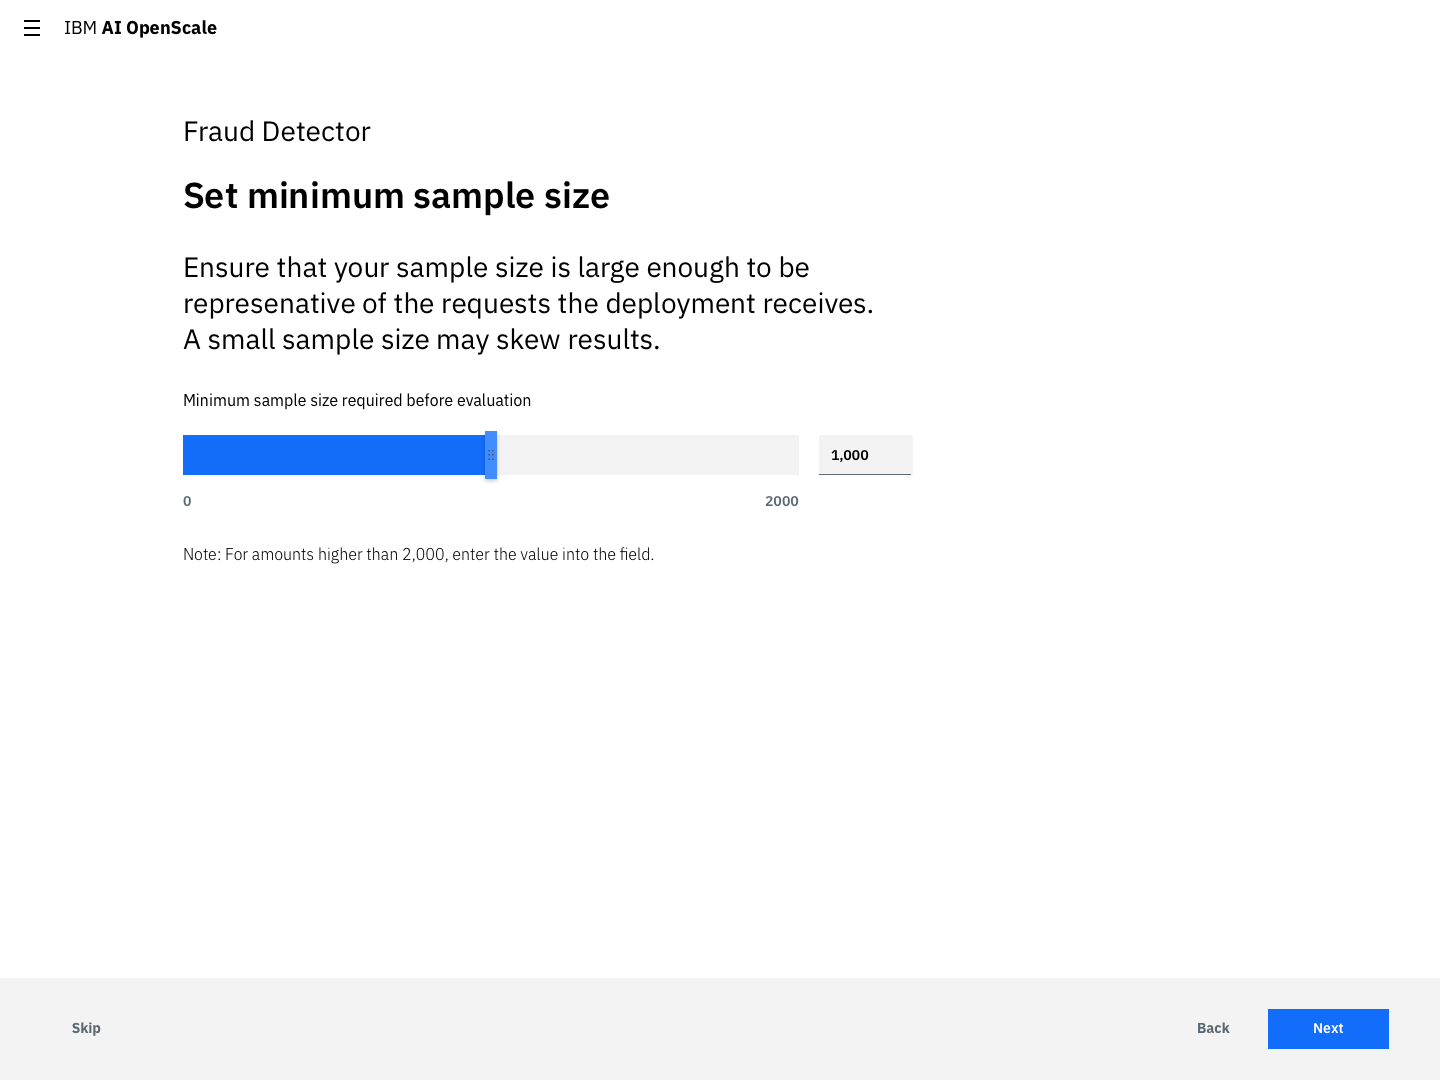 IBM AI OpenScale
Fraud Detector
Set minimum sample size
Ensure that your sample size is large enough to be
represenative of the requests the deployment receives.
A small sample size may skew results.
Minimum sample size required before evaluation
1,000
0 2000
Note: For amounts higher than 2,000, enter the value into the field.
Skip Back Next